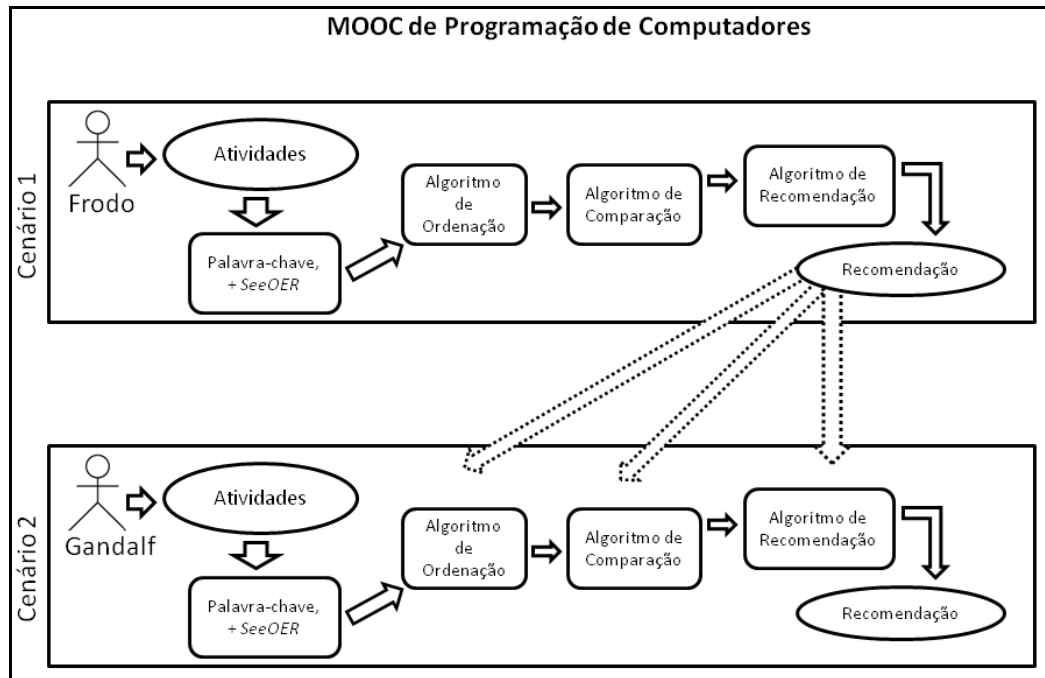 MOOC de Programação de Computadores
Cenário 1
Frodo
Atividades
Palavra-chave,
+ SeeOER
Algoritmo
de
Ordenação
Algoritmo de
Comparação
Algoritmo de
Recomendação
Recomendação
Cenário 2
Gandalf
Atividades
Palavra-chave,
+ SeeOER
Algoritmo
de
Ordenação
Algoritmo de
Comparação
Algoritmo de
Recomendação
Recomendação